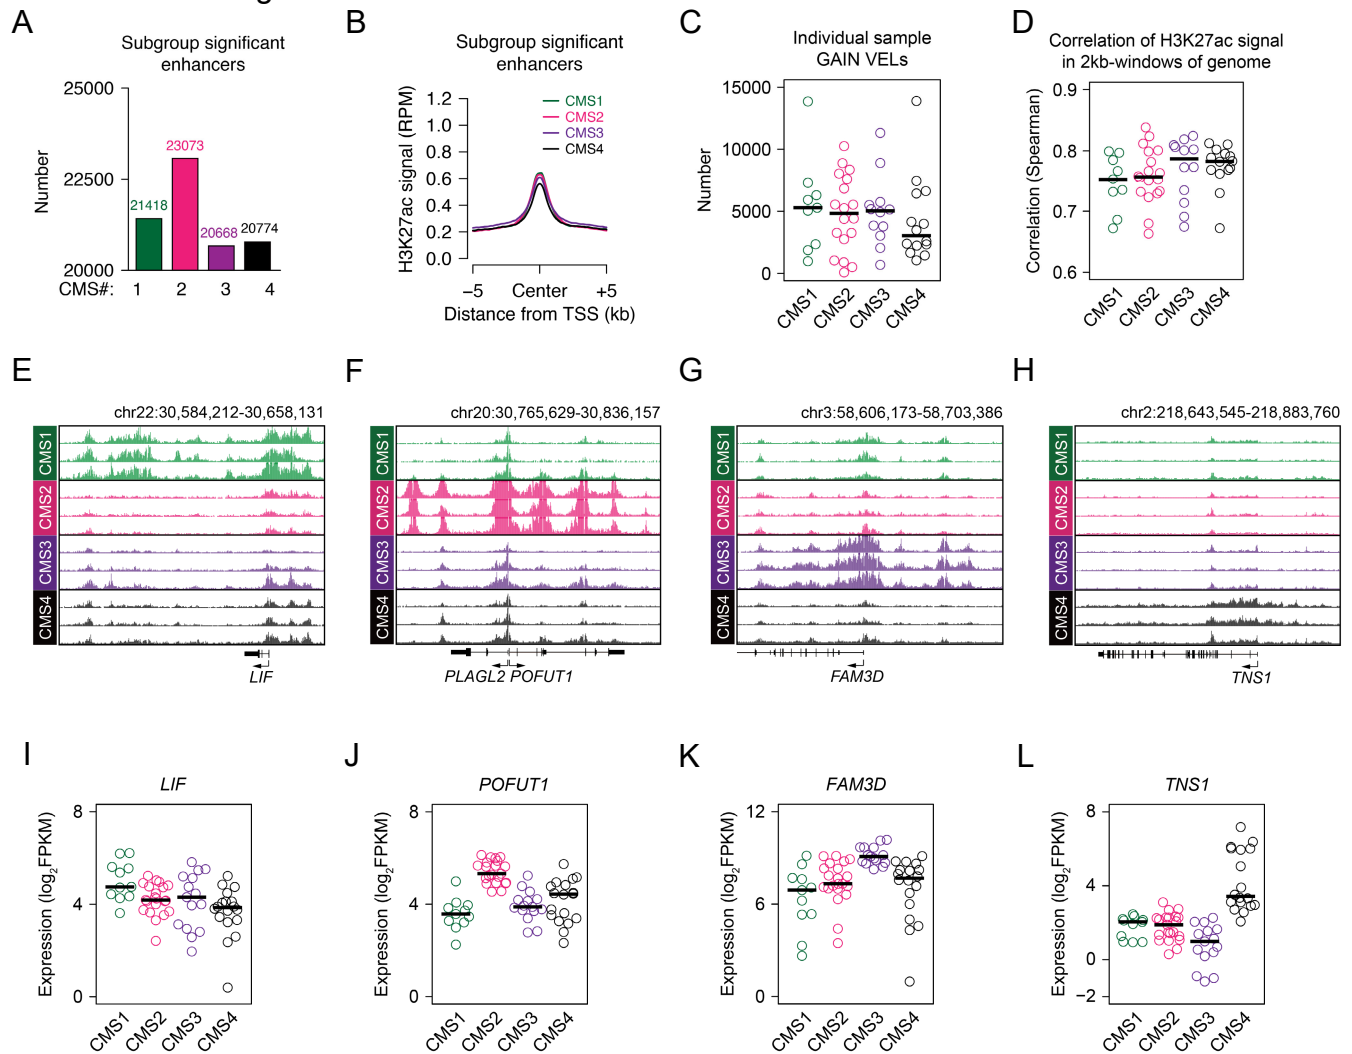 A
Subgroup significant
enhancers
25000
22500
20000
Number
21418
23073
20668
20774
CMS#: 1 2 3 4
B
Subgroup significant
enhancers
H3K27ac signal (RPM)
1.2
1.0
0.8
0.6
0.4
0.2
0.0
CMS1
CMS2
CMS3
CMS4
−5 Center +5
Distance from TSS (kb)
C
Individual sample
GAIN VELs
Number
15000
10000
5000
0
CMS1 CMS2 CMS3 CMS4
D
Correlation of H3K27ac signal
in 2kb-windows of genome
Correlation (Spearman)
0.9
0.8
0.7
0.6
CMS1 CMS2 CMS3 CMS4
E
chr22:30,584,212-30,658,131
CMS1
CMS2
CMS3
CMS4
LIF
F
chr20:30,765,629-30,836,157
CMS1
CMS2
CMS3
CMS4
PLAGL2 POFUT1
G
chr3:58,606,173-58,703,386
CMS1
CMS2
CMS3
CMS4
FAM3D
H
chr2:218,643,545-218,883,760
CMS1
CMS2
CMS3
CMS4
TNS1
I
LIF
Expression (log2FPKM)
8
4
0
CMS1 CMS2 CMS3 CMS4
J
POFUT1
Expression (log2FPKM)
8
4
0
CMS1 CMS2 CMS3 CMS4
K
FAM3D
Expression (log2FPKM)
12
6
0
CMS1 CMS2 CMS3 CMS4
L
TNS1
Expression (log2FPKM)
8
4
0
−2
CMS1 CMS2 CMS3 CMS4